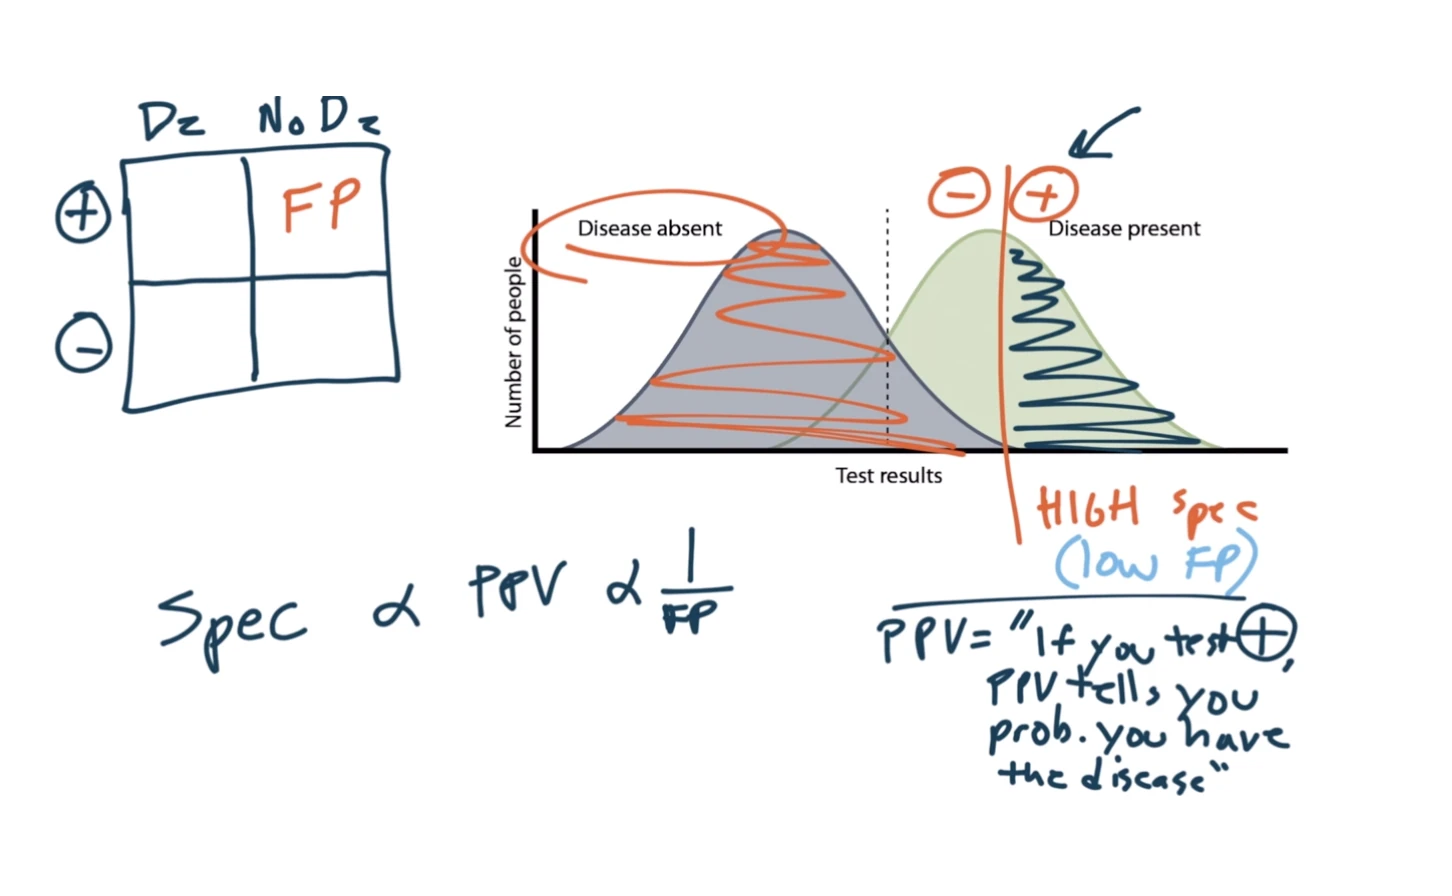 Dz No Dz
+ FP
-
- +
Disease absent
Disease present
Number of people
Test results
HIGH spec
(low FP)
Spec ∝ PPV ∝ 1/FP
PPV= "If you test +,
PPV tells you
prob. you have
the disease"